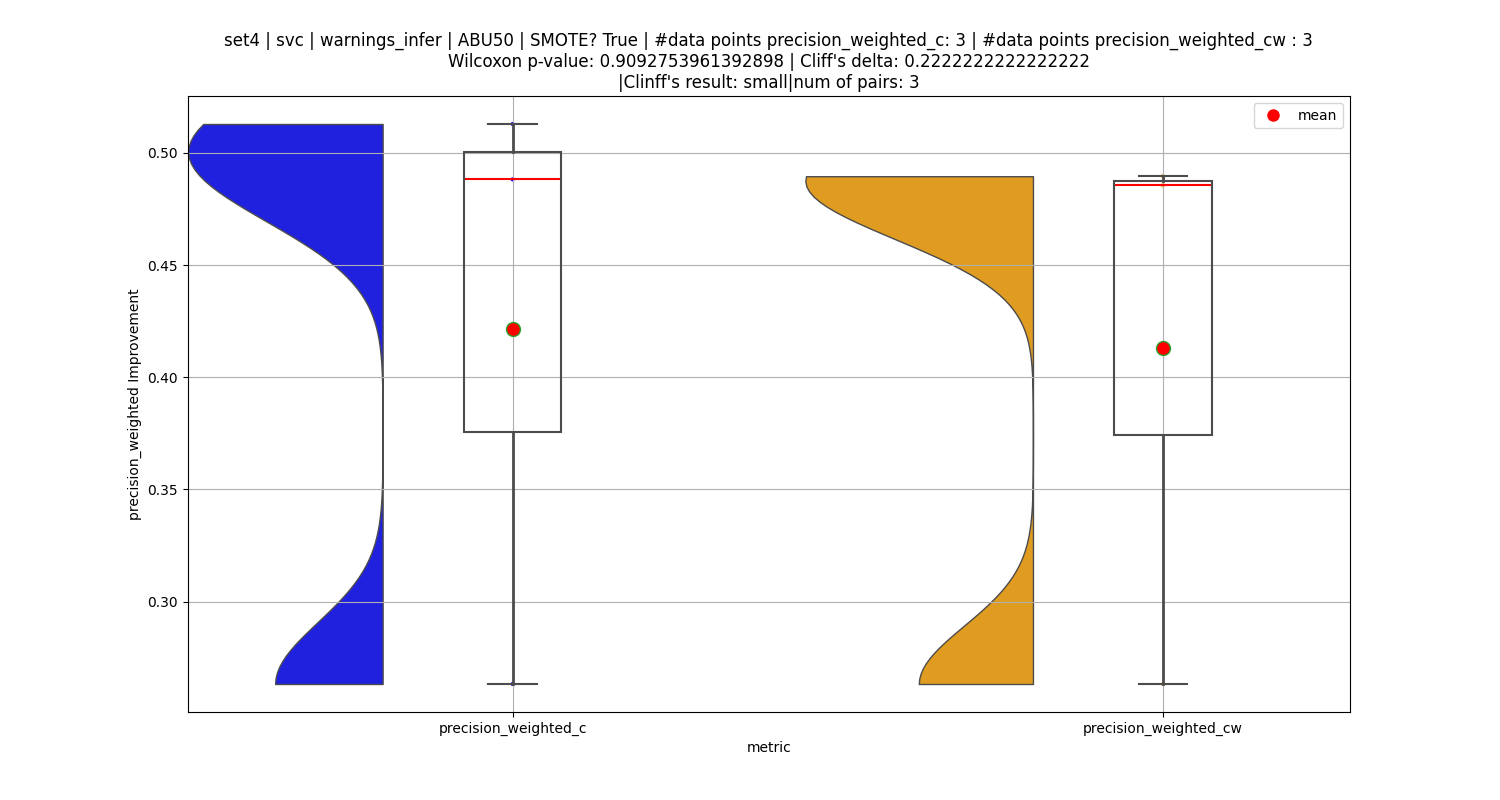 set4 | svc | warnings_infer | ABU50 | SMOTE? True | #data points precision_weighted_c: 3 | #data points precision_weighted_cw : 3
Wilcoxon p-value: 0.9092753961392898 | Cliff's delta: 0.2222222222222222
|Clinff's result: small|num of pairs: 3
mean
0.50
0.45
0.40
0.35
0.30
precision_weighted Improvement
precision_weighted_c
precision_weighted_cw
metric